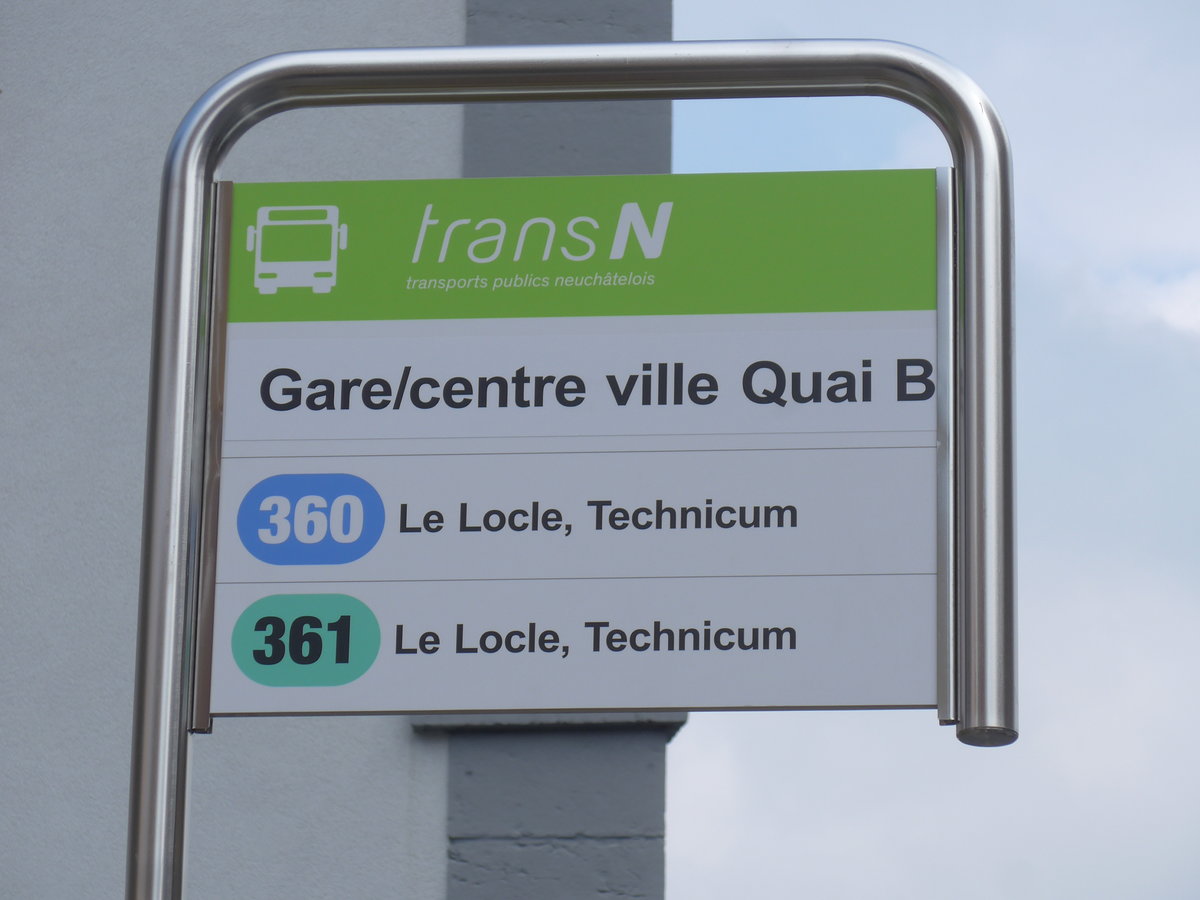 transN
transports publics neuchâtelois
Gare/centre ville Quai B
360 Le Locle, Technicum
361 Le Locle, Technicum